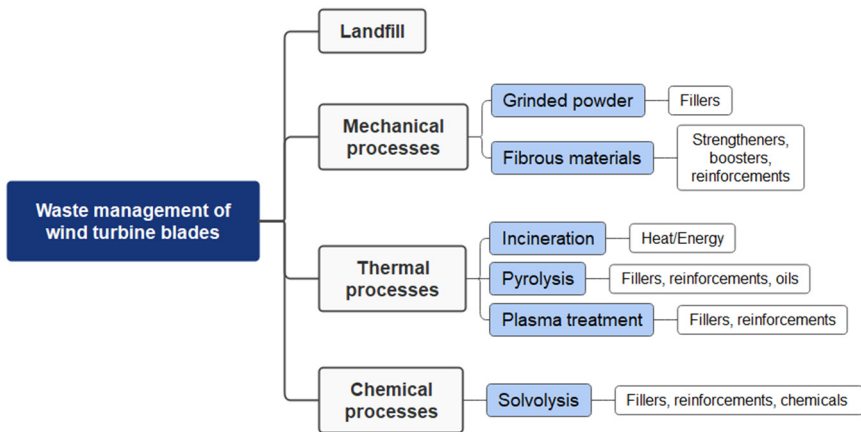 Landfill
Grinded powder
Fillers
Mechanical
processes
Fibrous materials
Strengtheners,
boosters,
reinforcements
Waste management of
wind turbine blades
Incineration
Heat/Energy
Thermal
processes
Pyrolysis
Fillers, reinforcements, oils
Plasma treatment
Fillers, reinforcements
Chemical
processes
Solvolysis
Fillers, reinforcements, chemicals